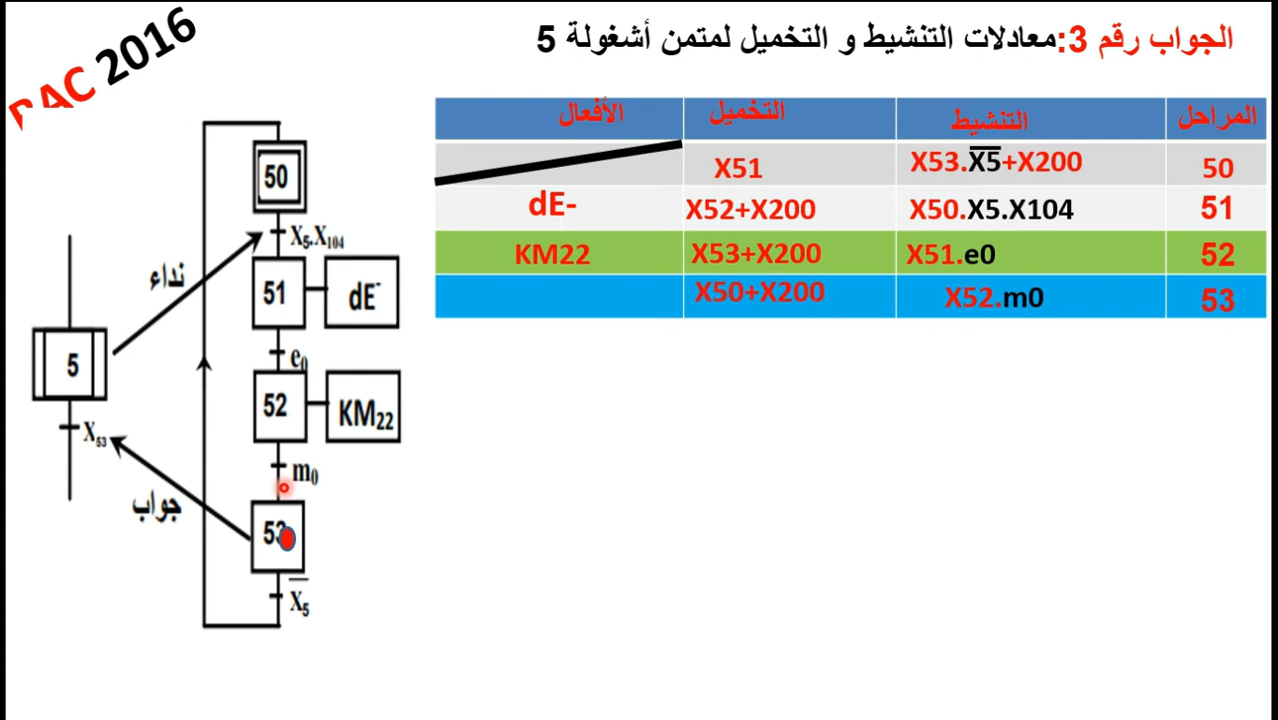 BAC 2016
الجواب رقم 3:معادلات التنشيط و التخميل لمتمن أشغولة 5
المراحل التنشيط التخميل الأفعال
50 X53.X̅5̅+X200 X51
51 X50.X5.X104 X52+X200 dE-
52 X51.e0 X53+X200 KM22
53 X52.m0 X50+X200
50
X₅.X₁₀₄
نداء
51 dE⁻
5
e₀
52 KM₂₂
X₅₃
m₀
جواب
53
X̅₅